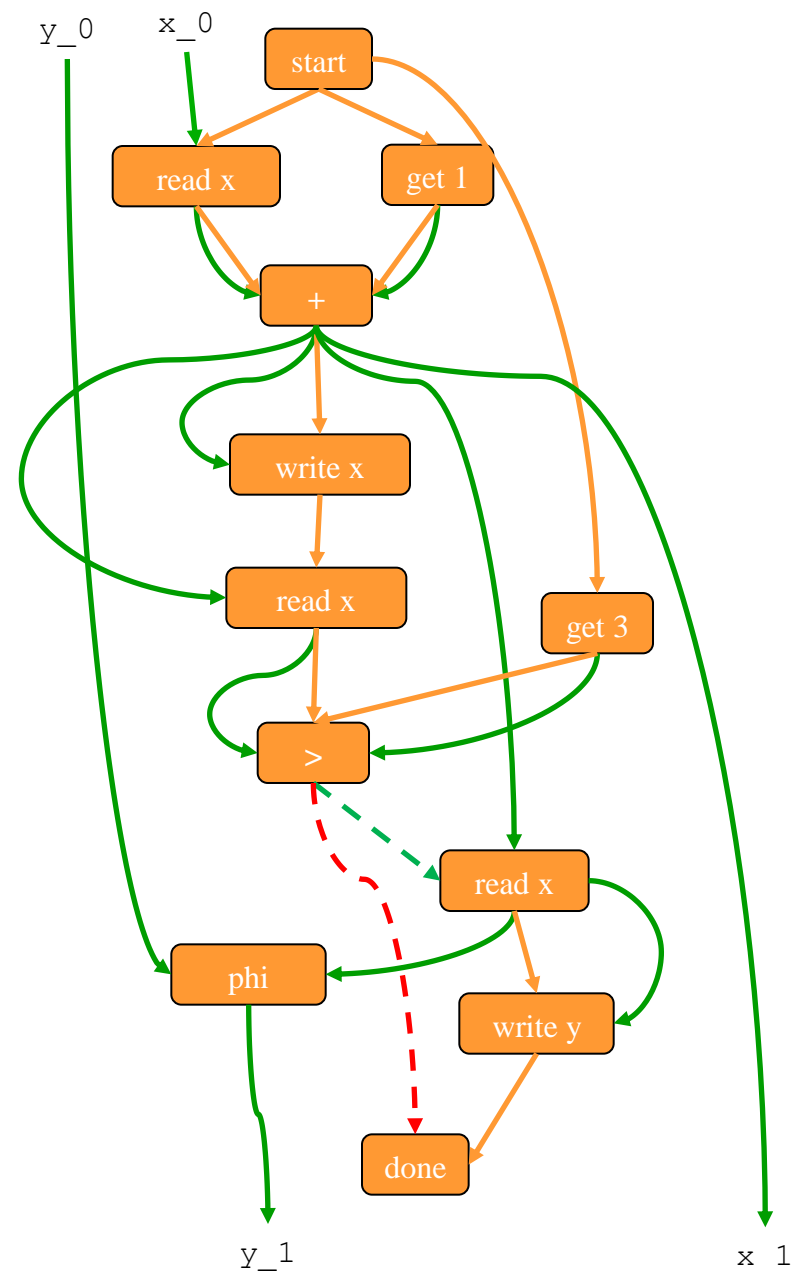 y_0
x_0
start
read x
get 1
+
write x
read x
get 3
>
read x
phi
write y
done
y_1
x 1